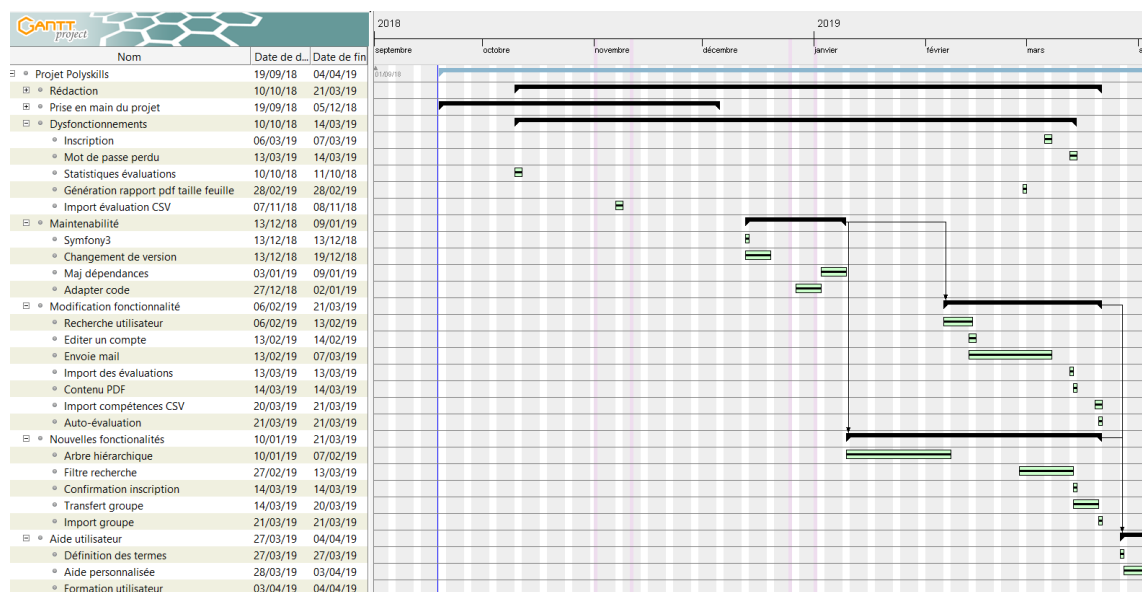 GANTT
project
2018
2019
septembre
octobre
novembre
décembre
janvier
février
mars
Nom
Date de d...
Date de fin
01/09/18
Projet Polyskills 19/09/18 04/04/19
Rédaction 10/10/18 21/03/19
Prise en main du projet 19/09/18 05/12/18
Dysfonctionnements 10/10/18 14/03/19
Inscription 06/03/19 07/03/19
Mot de passe perdu 13/03/19 14/03/19
Statistiques évaluations 10/10/18 11/10/18
Génération rapport pdf taille feuille 28/02/19 28/02/19
Import évaluation CSV 07/11/18 08/11/18
Maintenabilité 13/12/18 09/01/19
Symfony3 13/12/18 13/12/18
Changement de version 13/12/18 19/12/18
Maj dépendances 03/01/19 09/01/19
Adapter code 27/12/18 02/01/19
Modification fonctionnalité 06/02/19 21/03/19
Recherche utilisateur 06/02/19 13/02/19
Editer un compte 13/02/19 14/02/19
Envoie mail 13/02/19 07/03/19
Import des évaluations 13/03/19 13/03/19
Contenu PDF 14/03/19 14/03/19
Import compétences CSV 20/03/19 21/03/19
Auto-évaluation 21/03/19 21/03/19
Nouvelles fonctionalités 10/01/19 21/03/19
Arbre hiérarchique 10/01/19 07/02/19
Filtre recherche 27/02/19 13/03/19
Confirmation inscription 14/03/19 14/03/19
Transfert groupe 14/03/19 20/03/19
Import groupe 21/03/19 21/03/19
Aide utilisateur 27/03/19 04/04/19
Définition des termes 27/03/19 27/03/19
Aide personnalisée 28/03/19 03/04/19
Formation utilisateur 03/04/19 04/04/19